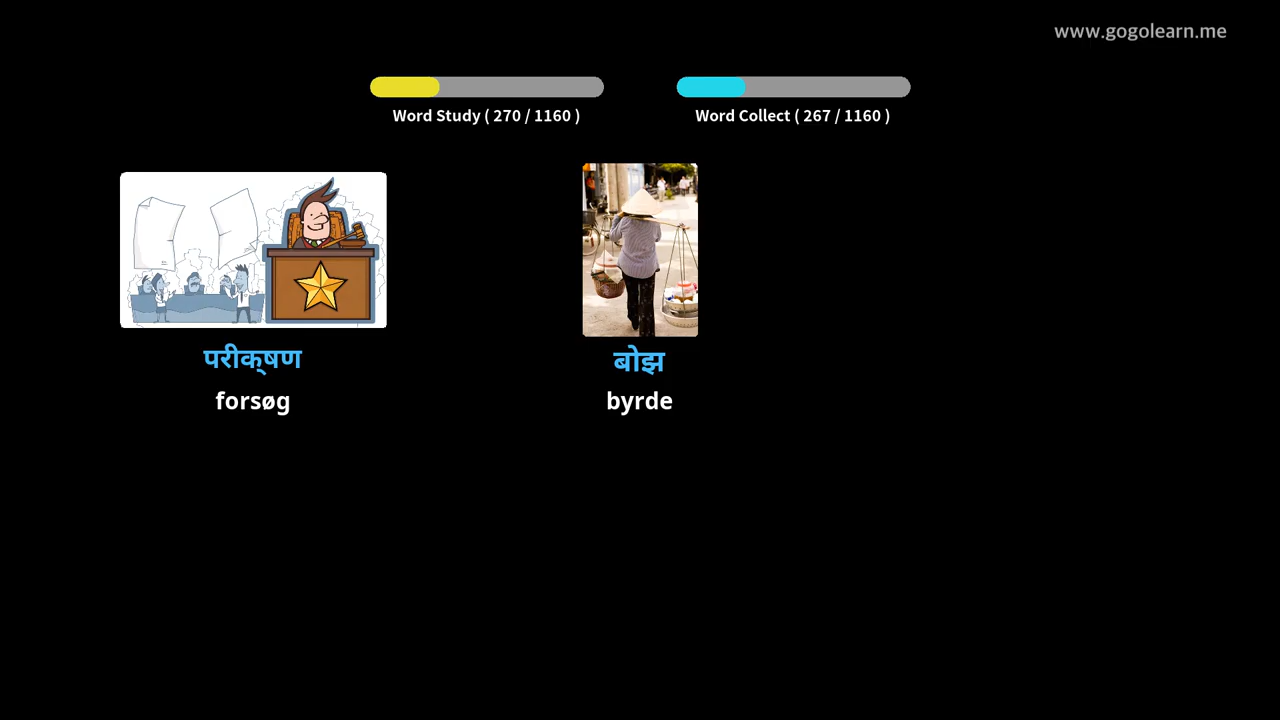 www.gogolearn.me
Word Study ( 270 / 1160 )
Word Collect ( 267 / 1160 )
परीक्षण
forsøg
बोझ
byrde